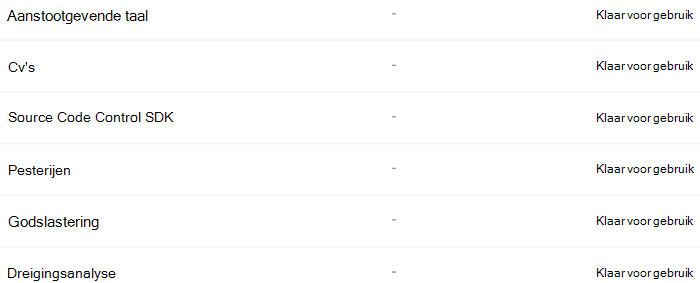 Aanstootgevende taal - Klaar voor gebruik
Cv's - Klaar voor gebruik
Source Code Control SDK - Klaar voor gebruik
Pesterijen - Klaar voor gebruik
Godslastering - Klaar voor gebruik
Dreigingsanalyse - Klaar voor gebruik